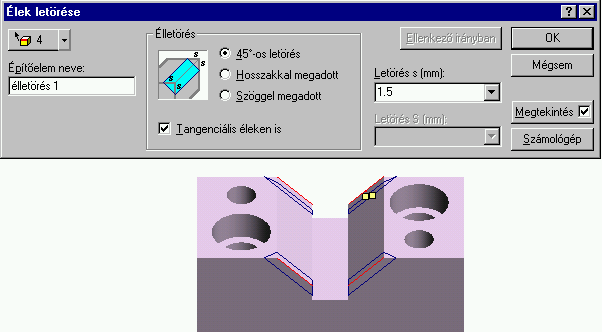 Élek letörése
4
Építőelem neve:
élletörés 1
Élletörés
s
s
s
s
45°-os letörés
Hosszakkal megadott
Szöggel megadott
Tangenciális éleken is
Ellenkező irányban
Letörés s (mm):
1.5
Letörés S (mm):
OK
Mégsem
Megtekintés
Számológép